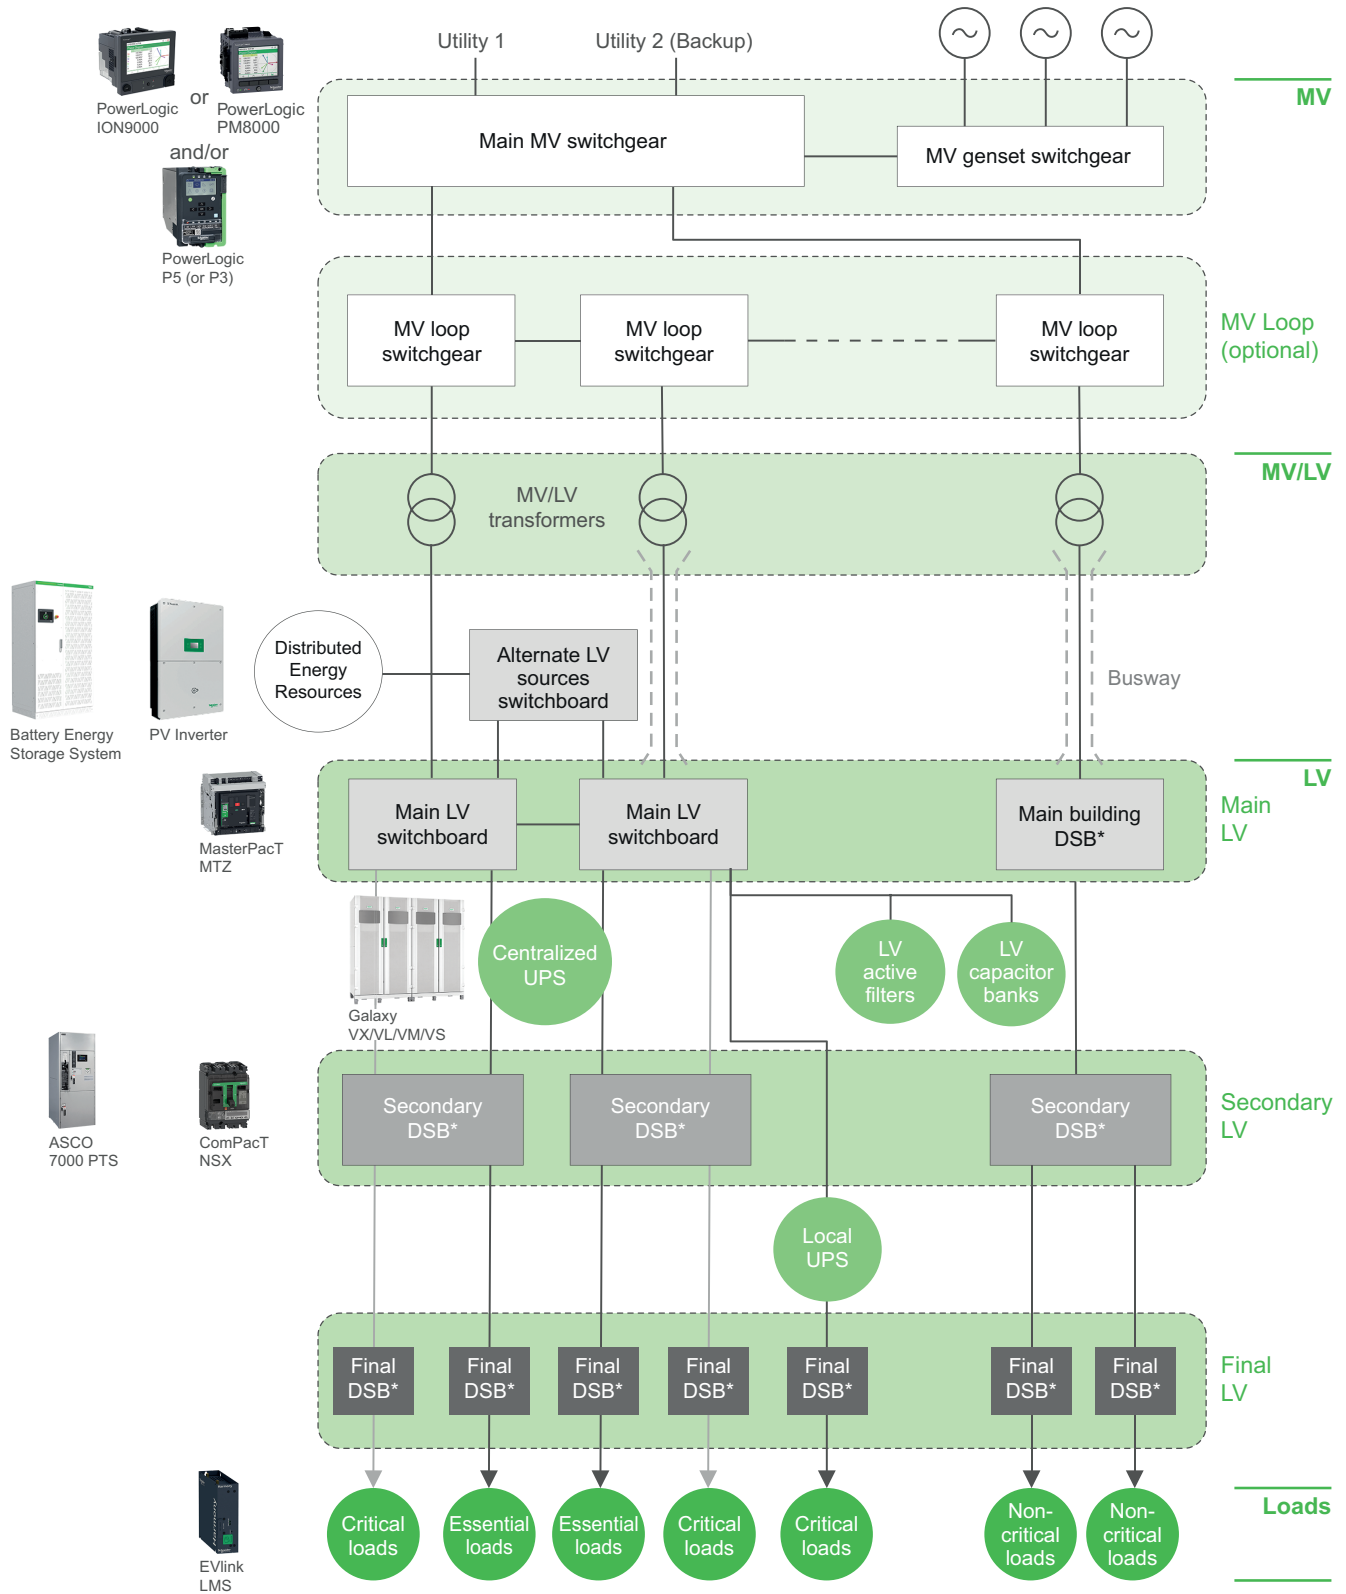 Utility 1
Utility 2 (Backup)
MV
PowerLogic
ION9000
or
PowerLogic
PM8000
and/or
PowerLogic
P5 (or P3)
Main MV switchgear
MV genset switchgear
MV loop
switchgear
MV loop
switchgear
MV loop
switchgear
MV Loop
(optional)
MV/LV
MV/LV
transformers
Battery Energy
Storage System
PV Inverter
Distributed
Energy
Resources
Alternate LV
sources
switchboard
Busway
LV
Main
LV
MasterPacT
MTZ
Main LV
switchboard
Main LV
switchboard
Main building
DSB*
Galaxy
VX/VL/VM/VS
Centralized
UPS
LV
active
filters
LV
capacitor
banks
ASCO
7000 PTS
ComPacT
NSX
Secondary
DSB*
Secondary
DSB*
Secondary
DSB*
Secondary
LV
Local
UPS
Final
DSB*
Final
DSB*
Final
DSB*
Final
DSB*
Final
DSB*
Final
DSB*
Final
DSB*
Final
LV
Harmony
EVlink
LMS
Critical
loads
Essential
loads
Essential
loads
Critical
loads
Critical
loads
Non-
critical
loads
Non-
critical
loads
Loads